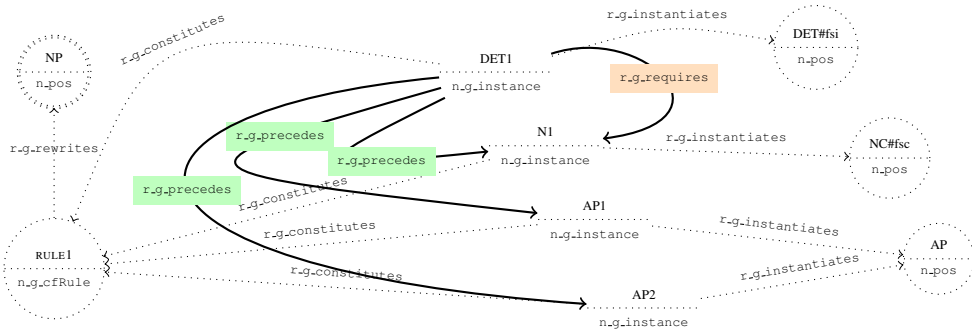 r_g_instantiates
DET#fsi
n_pos
NP
n_pos
r_g_constitutes
DET1
n_g_instance
r_g_requires
r_g_precedes
N1
n_g_instance
r_g_instantiates
NC#fsc
n_pos
r_g_rewrites
r_g_precedes
r_g_precedes
r_g_constitutes
AP1
n_g_instance
r_g_instantiates
r_g_constitutes
RULE1
n_g_cfRule
AP
n_pos
r_g_constitutes
r_g_instantiates
AP2
n_g_instance